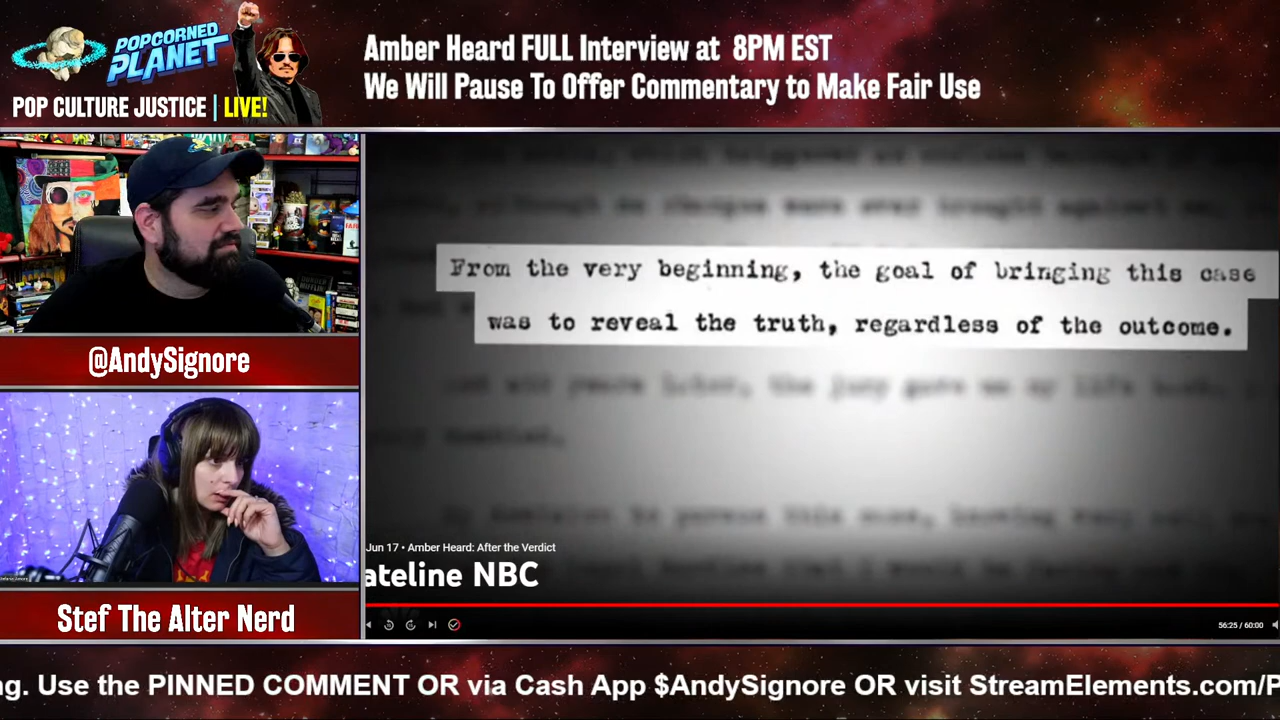 POPCORNED
PLANET
POP CULTURE JUSTICE | LIVE!
Amber Heard FULL Interview at 8PM EST
We Will Pause To Offer Commentary to Make Fair Use
From the very beginning, the goal of bringing this case
was to reveal the truth, regardless of the outcome.
@AndySignore
Jun 17 • Amber Heard: After the Verdict
ateline NBC
56:25 / 60:00
Stef The Alter Nerd
ng. Use the PINNED COMMENT OR via Cash App $AndySignore OR visit StreamElements.com/P